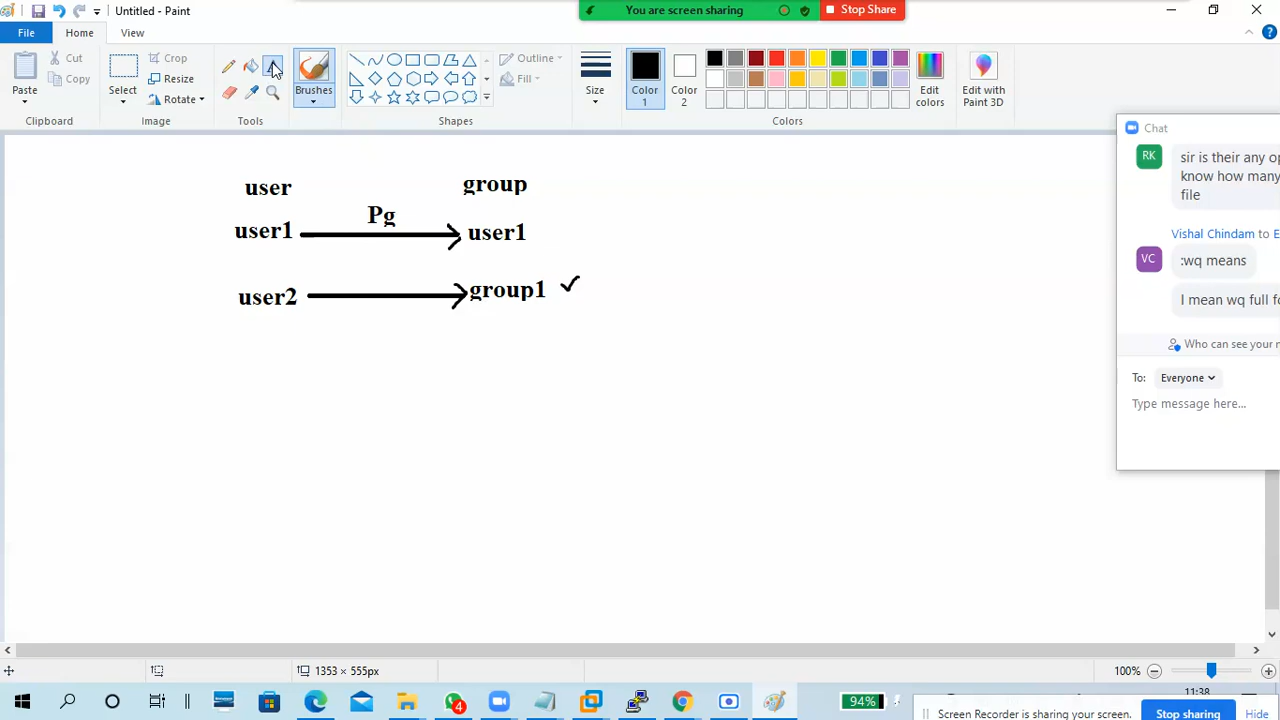 Untitled - Paint
You are screen sharing
Stop Share
File
Home
View
Paste
Cut
Copy
Clipboard
Select
Crop
Resize
Rotate
Image
Tools
Brushes
Shapes
Outline
Fill
Size
Color 1
Color 2
Colors
Edit colors
Edit with Paint 3D
user group
user1 Pg user1
user2 group1
Chat
RK
sir is their any op
know how many
file
Vishal Chindam to E
VC
:wq means
I mean wq full fo
Who can see your
To: Everyone
Type message here...
1353 × 555px
100%
4
94%
11:38
Screen Recorder is sharing your screen.
Stop sharing
Hide